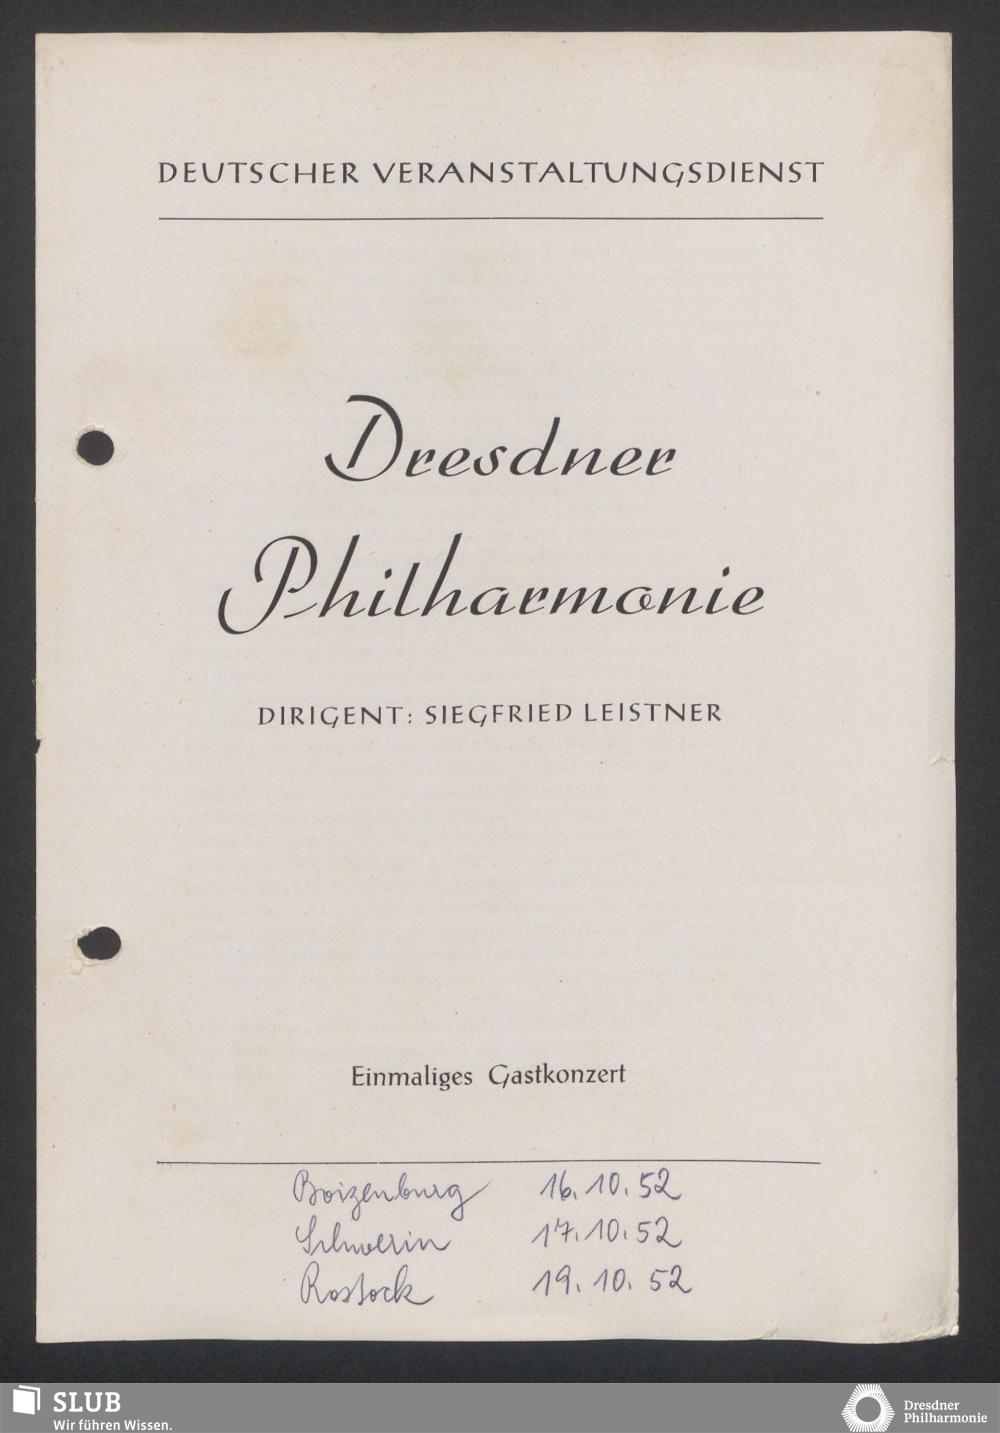 DEUTSCHER VERANSTALTUNGSDIENST
Dresdner
Philharmonie
DIRIGENT: SIEGFRIED LEISTNER
Einmaliges Gastkonzert
Boizenburg 16.10.52
Schwerin 17.10.52
Rostock 19.10.52
SLUB
Wir führen Wissen.
Dresdner
Philharmonie